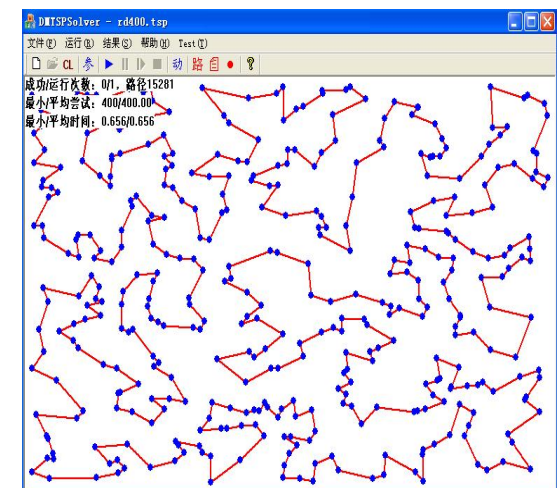 DMTSPSolver - rd400.tsp
文件(F) 运行(R) 结果(S) 帮助(H) Test(T)
CL 参 动 路
成功/运行次数：0/1，路径15281
最小/平均尝试：400/400.00
最小/平均时间：0.656/0.656